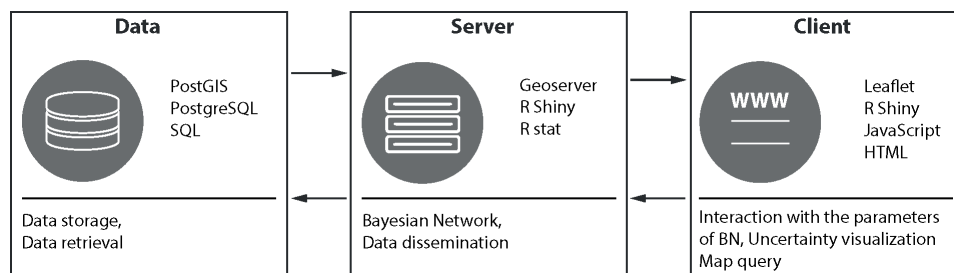 Data
PostGIS
PostgreSQL
SQL
Data storage,
Data retrieval
Server
Geoserver
R Shiny
R stat
Bayesian Network,
Data dissemination
Client
WWW
Leaflet
R Shiny
JavaScript
HTML
Interaction with the parameters
of BN, Uncertainty visualization
Map query